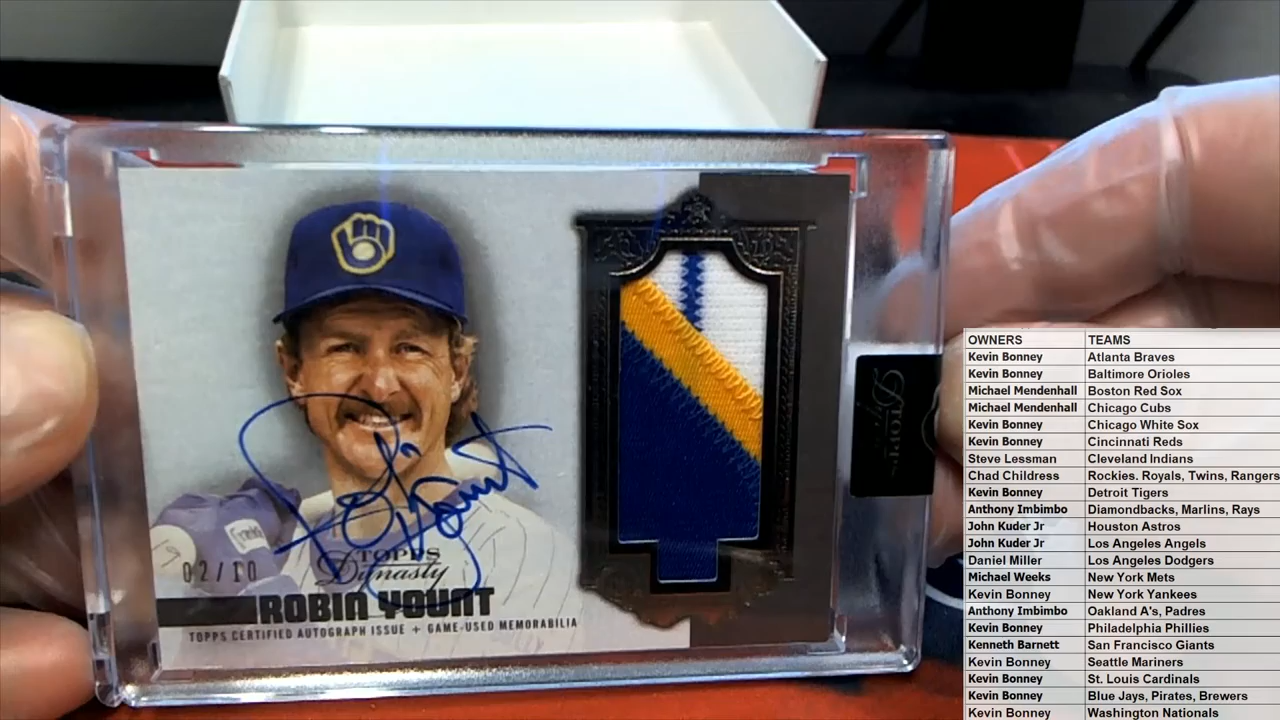 02/10
TOPPS
Dynasty
ROBIN YOUNT
TOPPS CERTIFIED AUTOGRAPH ISSUE + GAME-USED MEMORABILIA
TOPPS
Dynasty
OWNERS TEAMS
Kevin Bonney Atlanta Braves
Kevin Bonney Baltimore Orioles
Michael Mendenhall Boston Red Sox
Michael Mendenhall Chicago Cubs
Kevin Bonney Chicago White Sox
Kevin Bonney Cincinnati Reds
Steve Lessman Cleveland Indians
Chad Childress Rockies. Royals, Twins, Rangers
Kevin Bonney Detroit Tigers
Anthony Imbimbo Diamondbacks, Marlins, Rays
John Kuder Jr Houston Astros
John Kuder Jr Los Angeles Angels
Daniel Miller Los Angeles Dodgers
Michael Weeks New York Mets
Kevin Bonney New York Yankees
Anthony Imbimbo Oakland A's, Padres
Kevin Bonney Philadelphia Phillies
Kenneth Barnett San Francisco Giants
Kevin Bonney Seattle Mariners
Kevin Bonney St. Louis Cardinals
Kevin Bonney Blue Jays, Pirates, Brewers
Kevin Bonney Washington Nationals